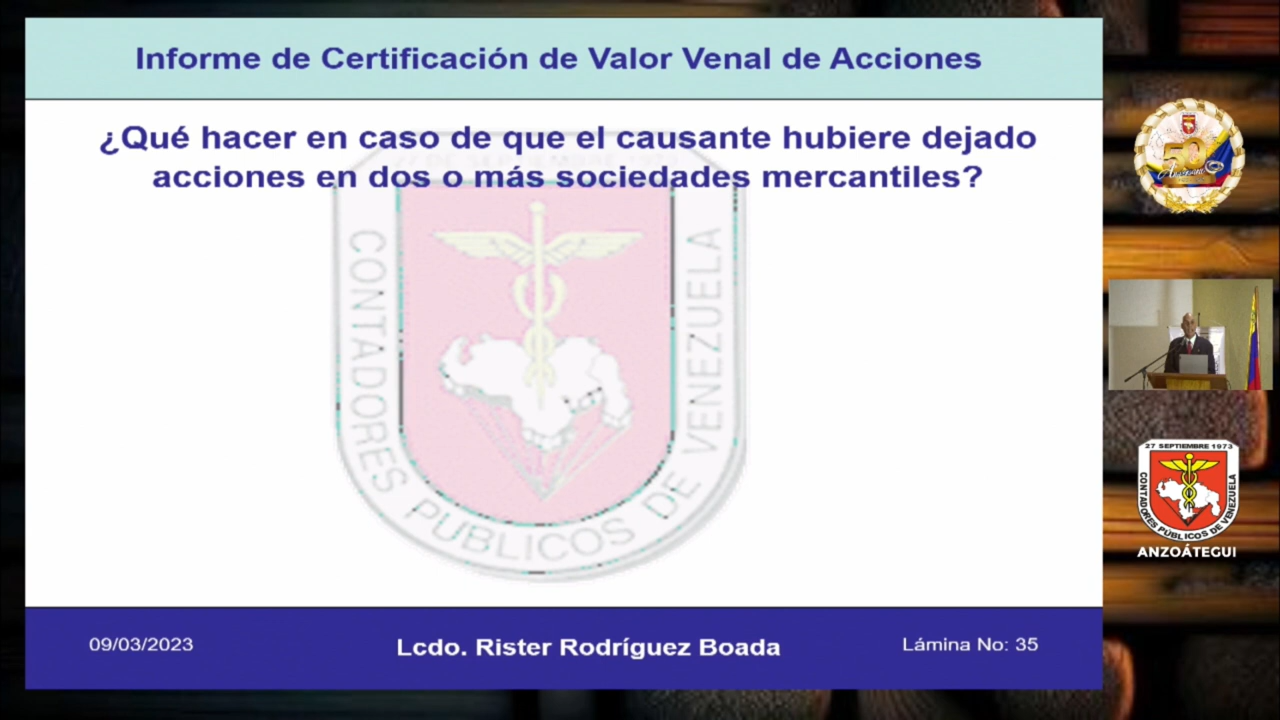 Informe de Certificación de Valor Venal de Acciones
¿Qué hacer en caso de que el causante hubiere dejado
acciones en dos o más sociedades mercantiles?
CONTADORES PÚBLICOS DE VENEZUELA
09/03/2023
Lcdo. Rister Rodríguez Boada
Lámina No: 35
50
27 SEPTIEMBRE 1973
CONTADORES PÚBLICOS DE VENEZUELA
ANZOÁTEGUI